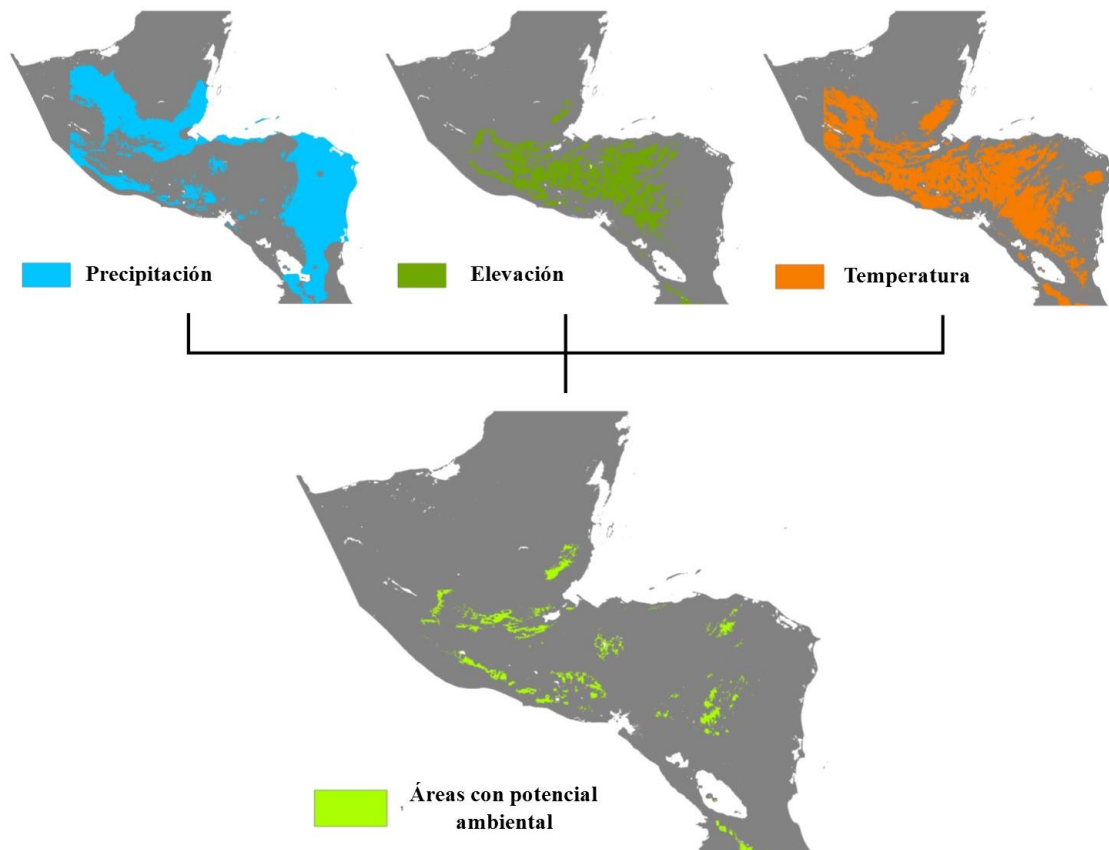 Precipitación
Elevación
Temperatura
Áreas con potencial
ambiental